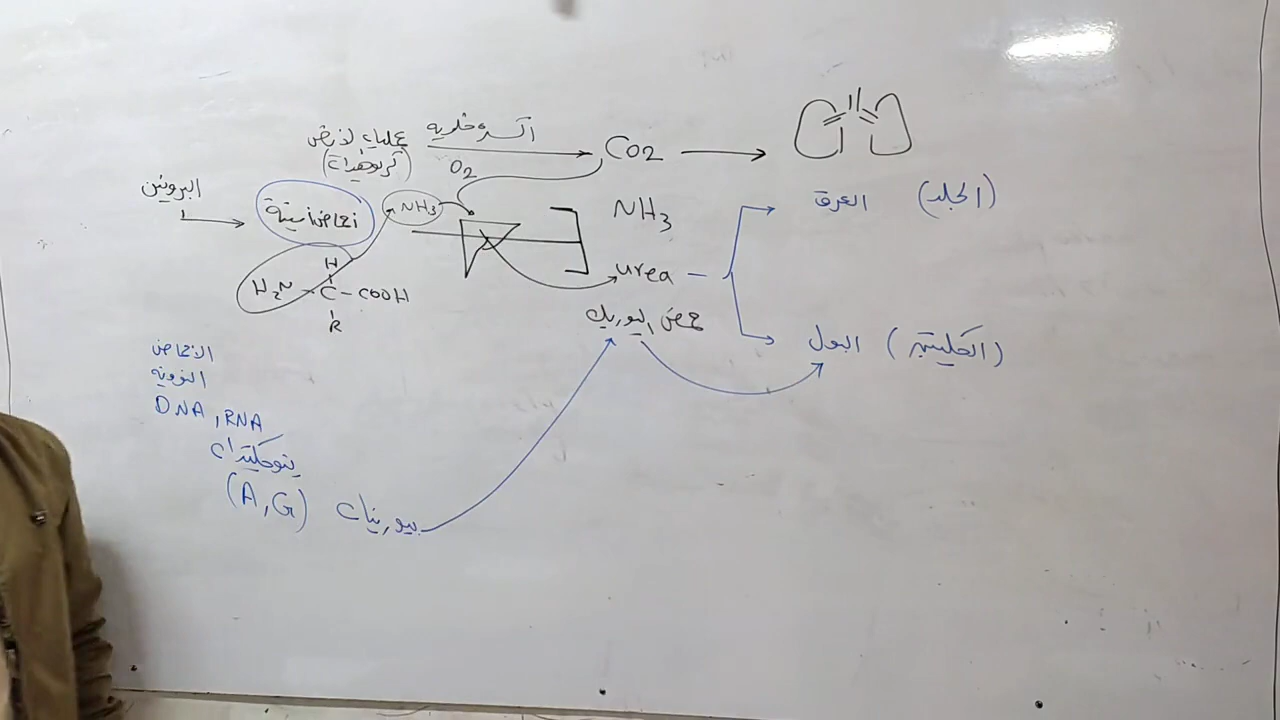 عمليات الأيض
(كربوهيدرات)
أكسدة خلوية
O2
CO2
البروتين
أحماض أمينية
NH3
NH3
العرق (الجلد)
H
H2N - C - COOH
R
urea
حمض اليوريك
البول (الكليتين)
الأحماض
النووية
DNA, RNA
نيوكليتيدات
(A, G) بيورينات